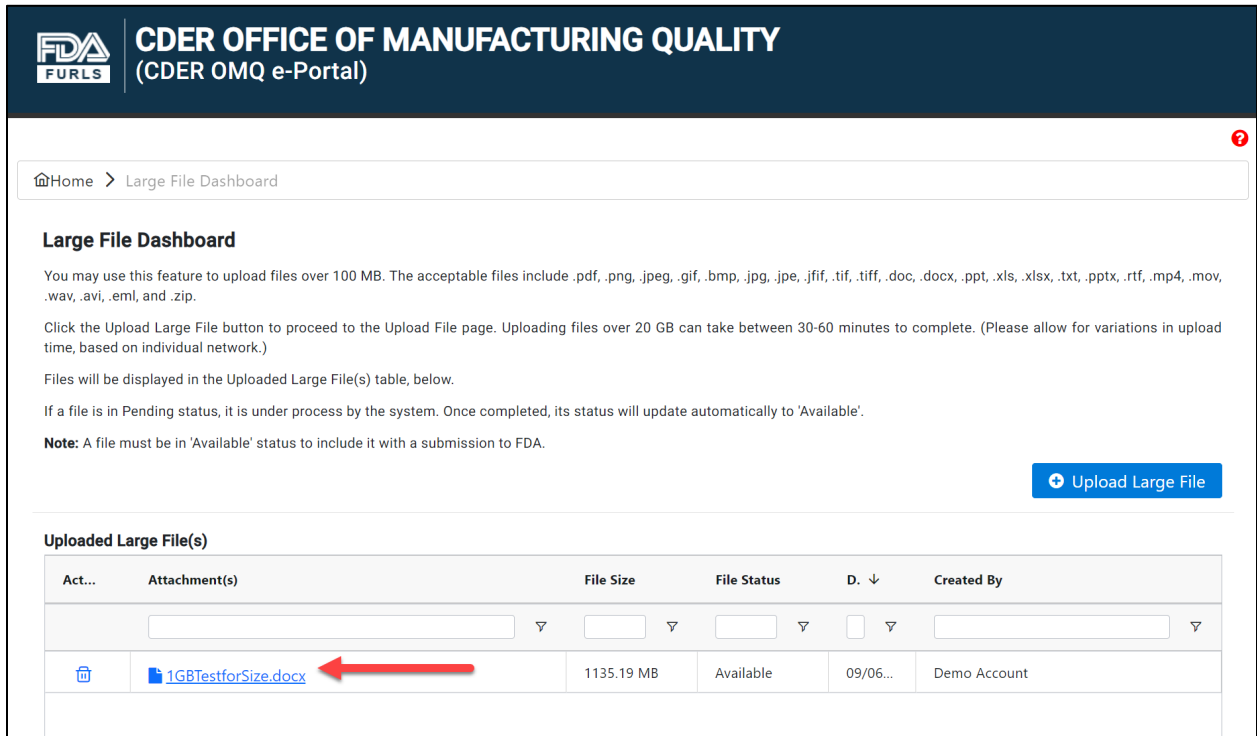 FDA
FURLS
CDER OFFICE OF MANUFACTURING QUALITY
(CDER OMQ e-Portal)
?
Home > Large File Dashboard
Large File Dashboard
You may use this feature to upload files over 100 MB. The acceptable files include .pdf, .png, .jpeg, .gif, .bmp, .jpg, .jpe, .jfif, .tif, .tiff, .doc, .docx, .ppt, .xls, .xlsx, .txt, .pptx, .rtf, .mp4, .mov,
.wav, .avi, .eml, and .zip.
Click the Upload Large File button to proceed to the Upload File page. Uploading files over 20 GB can take between 30-60 minutes to complete. (Please allow for variations in upload
time, based on individual network.)
Files will be displayed in the Uploaded Large File(s) table, below.
If a file is in Pending status, it is under process by the system. Once completed, its status will update automatically to 'Available'.
Note: A file must be in 'Available' status to include it with a submission to FDA.
Upload Large File
Uploaded Large File(s)
Act... Attachment(s) File Size File Status D. ↓ Created By
1GBTestforSize.docx 1135.19 MB Available 09/06... Demo Account